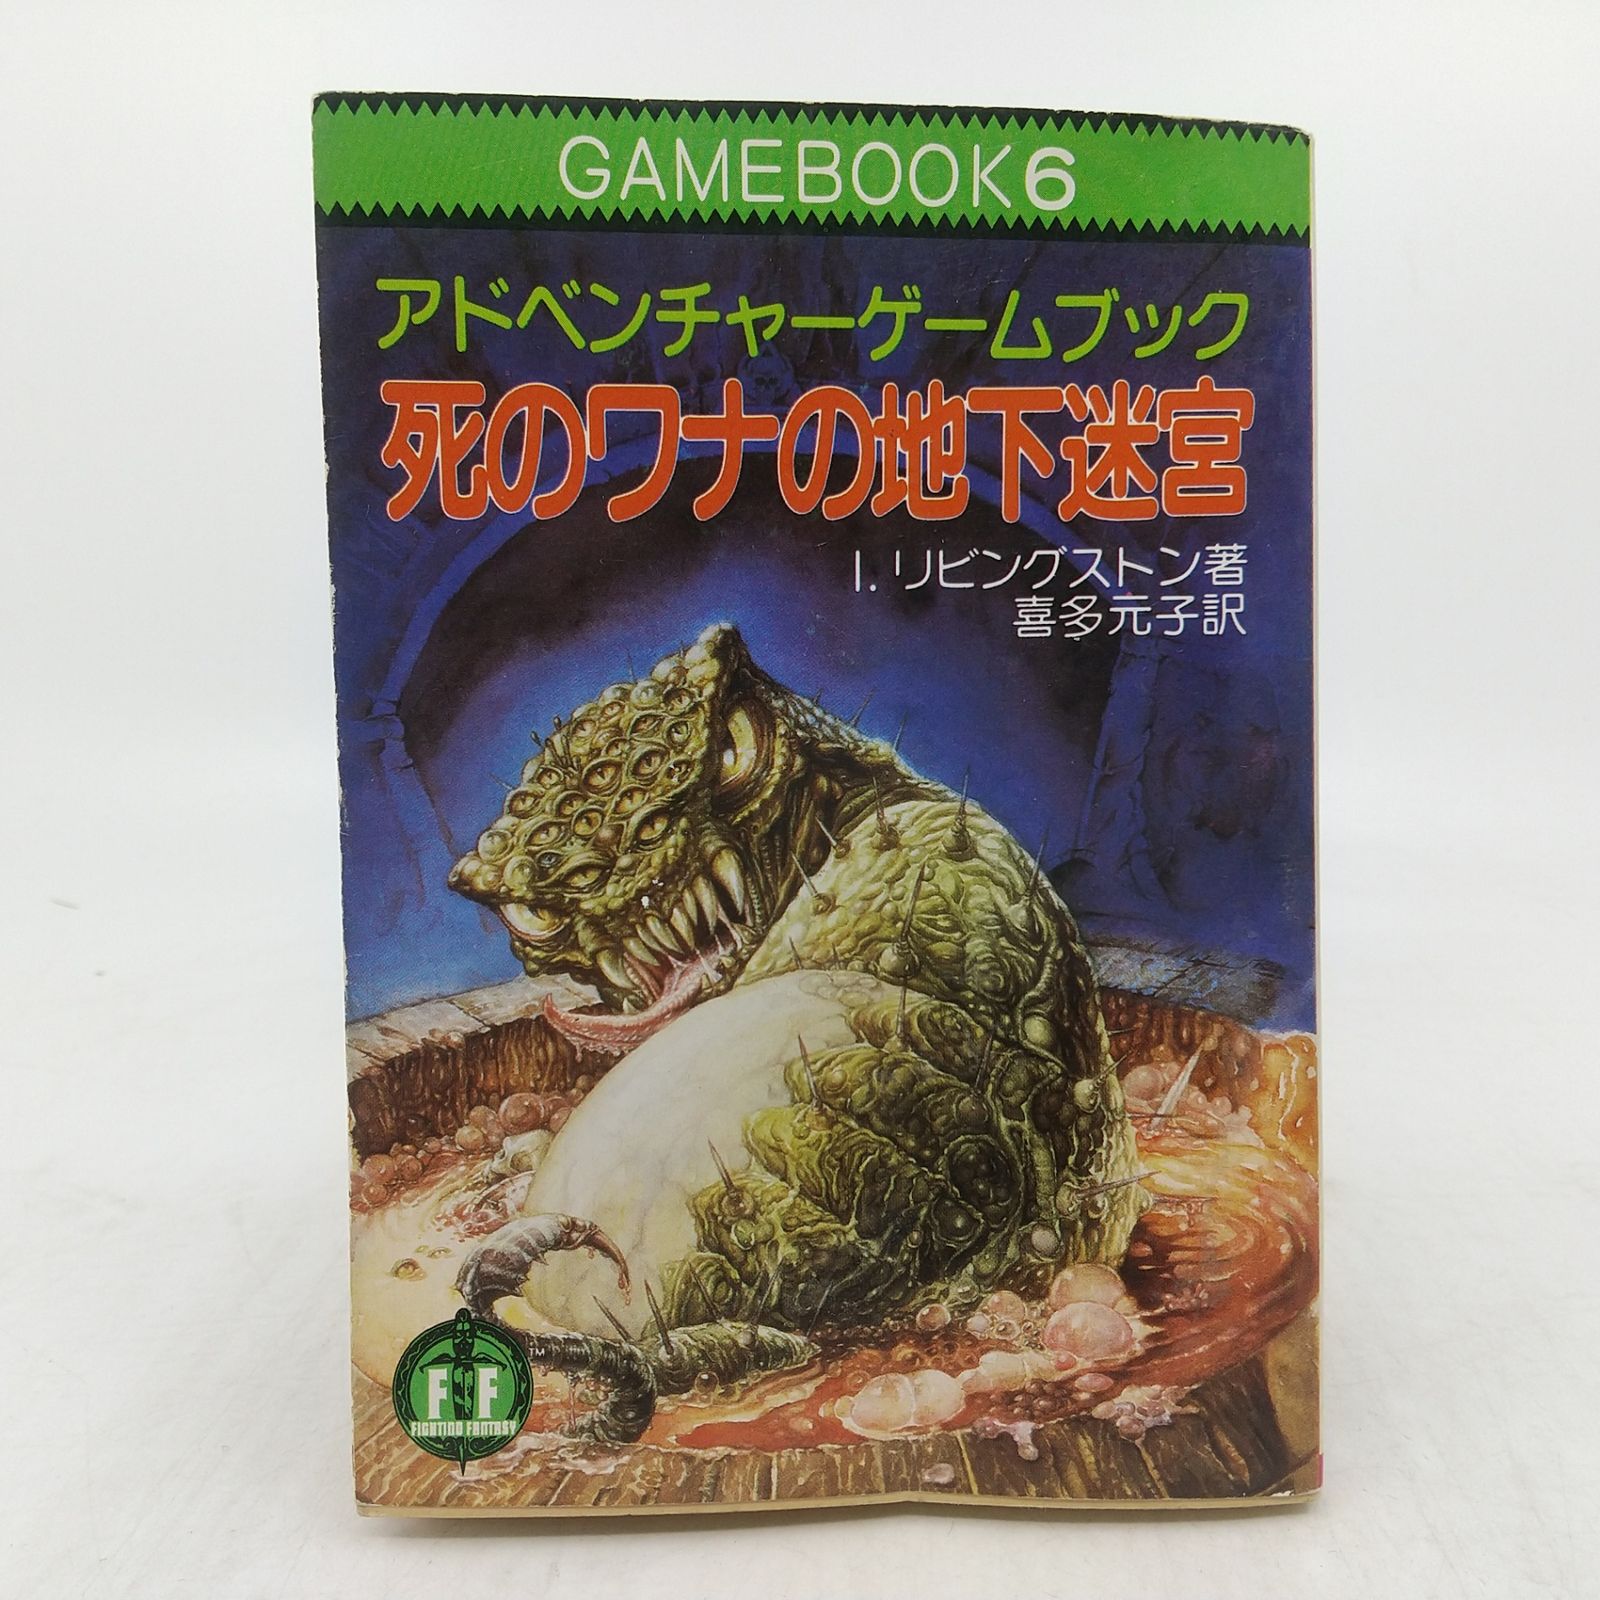 GAMEBOOK6
アドベンチャーゲームブック
死のワナの地下迷宮
I. リビングストン著
喜多元子訳
TM
FF
FIGHTING FANTASY